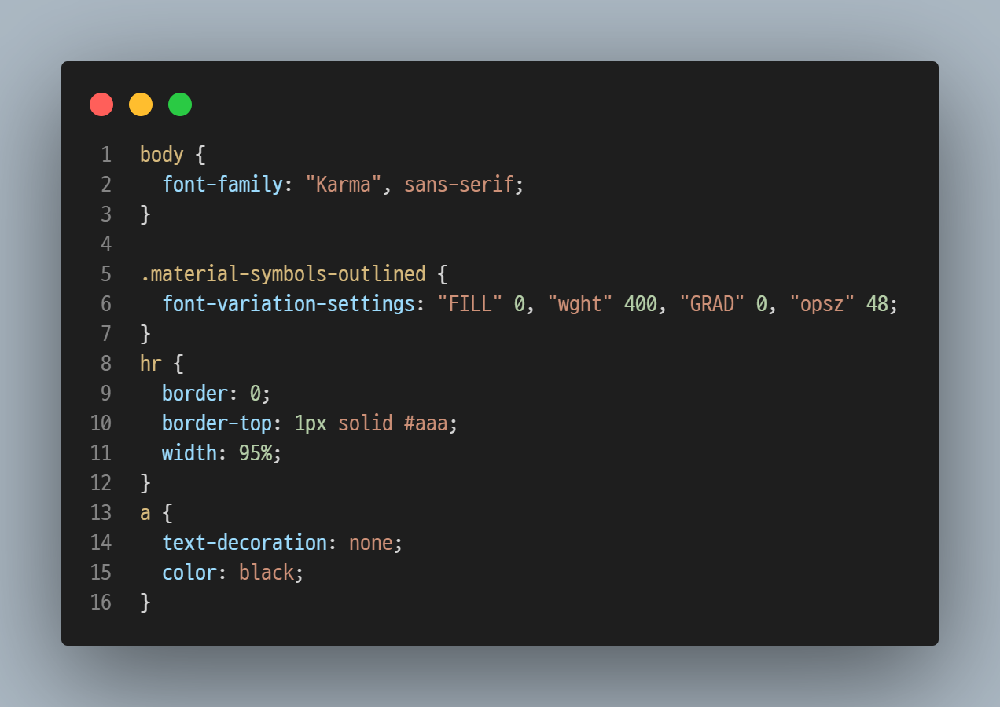 1 body {
2   font-family: "Karma", sans-serif;
3 }
4
5 .material-symbols-outlined {
6   font-variation-settings: "FILL" 0, "wght" 400, "GRAD" 0, "opsz" 48;
7 }
8 hr {
9   border: 0;
10   border-top: 1px solid #aaa;
11   width: 95%;
12 }
13 a {
14   text-decoration: none;
15   color: black;
16 }